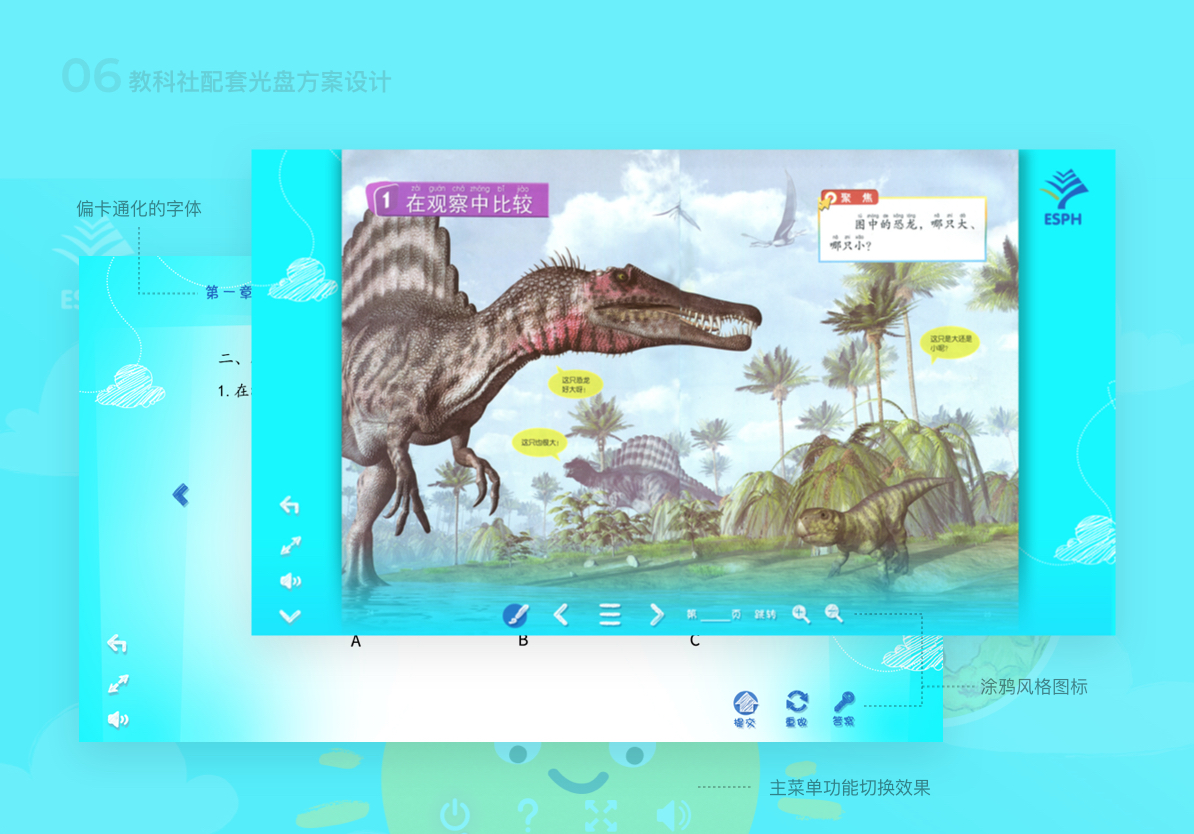 06 教科社配套光盘方案设计
偏卡通化的字体
ES
ESPH
zài guān chá zhōng bǐ jiào
1 在观察中比较
聚 焦
tú zhōng de kǒng lóng nǎ zhī dà
图中的恐龙，哪只大、
nǎ zhī xiǎo
哪只小？
第一章
二、
1.在
这只是大还是
小呢？
这只恐龙
好大呀！
这只也很大！
第____页 跳转
A B C
提交 重做 答案
涂鸦风格图标
主菜单功能切换效果